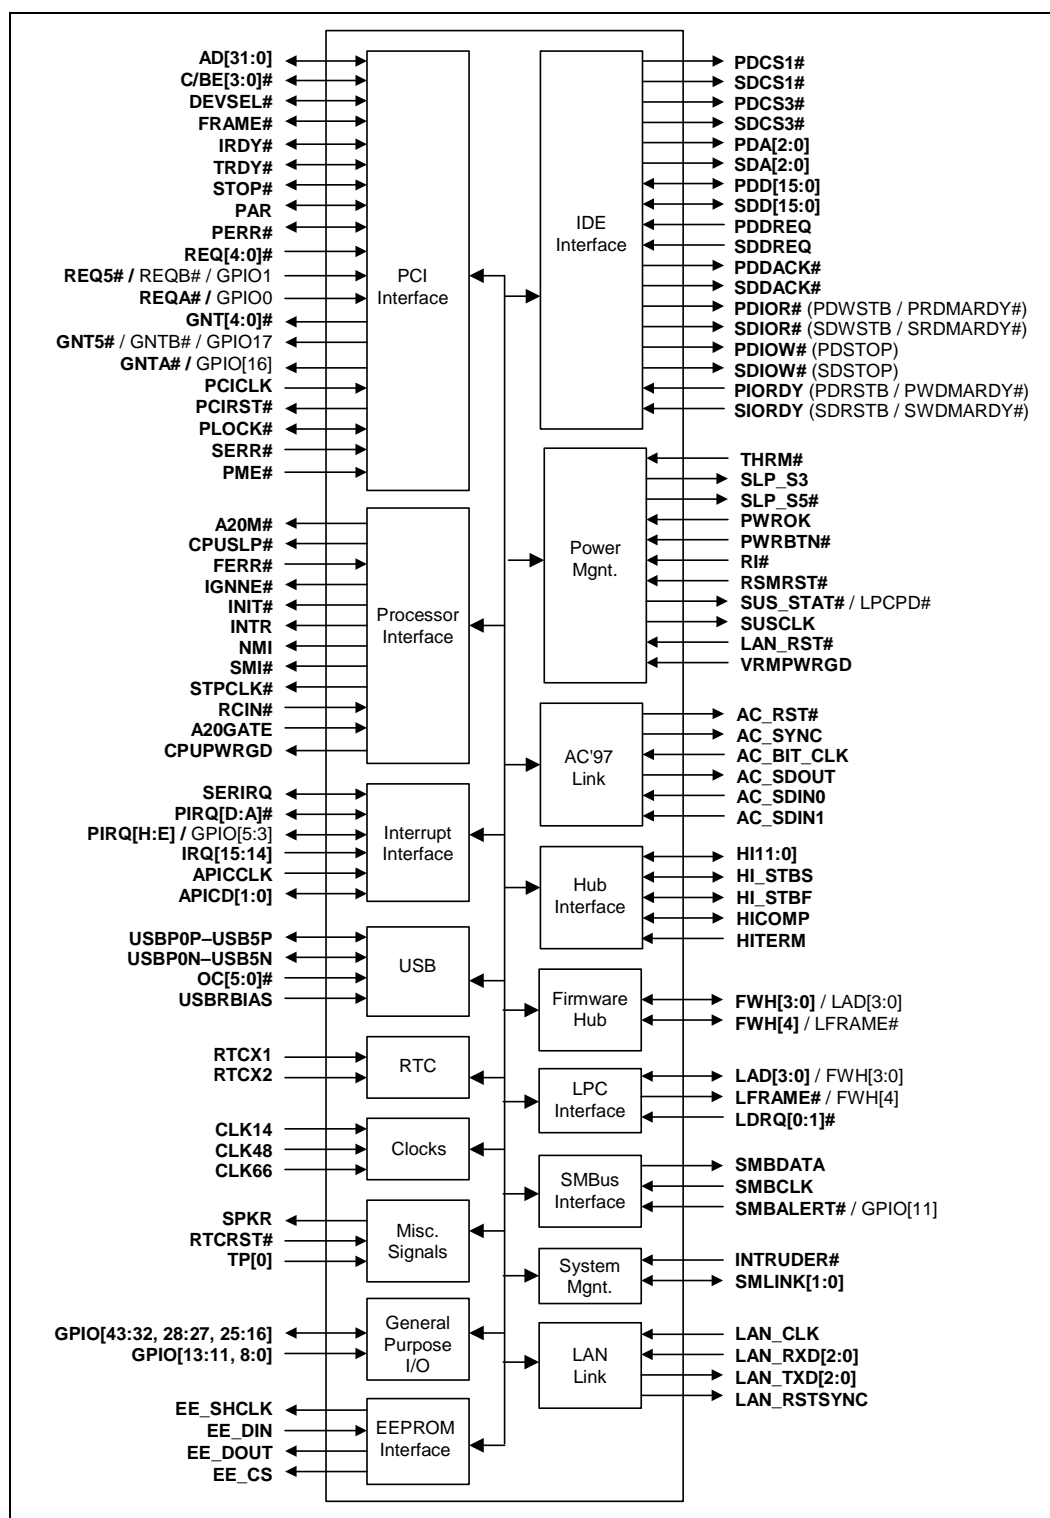 AD[31:0]
C/BE[3:0]#
DEVSEL#
FRAME#
IRDY#
TRDY#
STOP#
PAR
PERR#
REQ[4:0]#
REQ5# / REQB# / GPIO1
REQA# / GPIO0
GNT[4:0]#
GNT5# / GNTB# / GPIO17
GNTA# / GPIO[16]
PCICLK
PCIRST#
PLOCK#
SERR#
PME#
PCI
Interface
A20M#
CPUSLP#
FERR#
IGNNE#
INIT#
INTR
NMI
SMI#
STPCLK#
RCIN#
A20GATE
CPUPWRGD
Processor
Interface
SERIRQ
PIRQ[D:A]#
PIRQ[H:E] / GPIO[5:3]
IRQ[15:14]
APICCLK
APICD[1:0]
Interrupt
Interface
USBP0P–USB5P
USBP0N–USB5N
OC[5:0]#
USBRBIAS
USB
RTCX1
RTCX2
RTC
CLK14
CLK48
CLK66
Clocks
SPKR
RTCRST#
TP[0]
Misc.
Signals
GPIO[43:32, 28:27, 25:16]
GPIO[13:11, 8:0]
General
Purpose
I/O
EE_SHCLK
EE_DIN
EE_DOUT
EE_CS
EEPROM
Interface
IDE
Interface
PDCS1#
SDCS1#
PDCS3#
SDCS3#
PDA[2:0]
SDA[2:0]
PDD[15:0]
SDD[15:0]
PDDREQ
SDDREQ
PDDACK#
SDDACK#
PDIOR# (PDWSTB / PRDMARDY#)
SDIOR# (SDWSTB / SRDMARDY#)
PDIOW# (PDSTOP)
SDIOW# (SDSTOP)
PIORDY (PDRSTB / PWDMARDY#)
SIORDY (SDRSTB / SWDMARDY#)
Power
Mgnt.
THRM#
SLP_S3
SLP_S5#
PWROK
PWRBTN#
RI#
RSMRST#
SUS_STAT# / LPCPD#
SUSCLK
LAN_RST#
VRMPWRGD
AC'97
Link
AC_RST#
AC_SYNC
AC_BIT_CLK
AC_SDOUT
AC_SDIN0
AC_SDIN1
Hub
Interface
HI11:0]
HI_STBS
HI_STBF
HICOMP
HITERM
Firmware
Hub
FWH[3:0] / LAD[3:0]
FWH[4] / LFRAME#
LPC
Interface
LAD[3:0] / FWH[3:0]
LFRAME# / FWH[4]
LDRQ[0:1]#
SMBus
Interface
SMBDATA
SMBCLK
SMBALERT# / GPIO[11]
System
Mgnt.
INTRUDER#
SMLINK[1:0]
LAN
Link
LAN_CLK
LAN_RXD[2:0]
LAN_TXD[2:0]
LAN_RSTSYNC